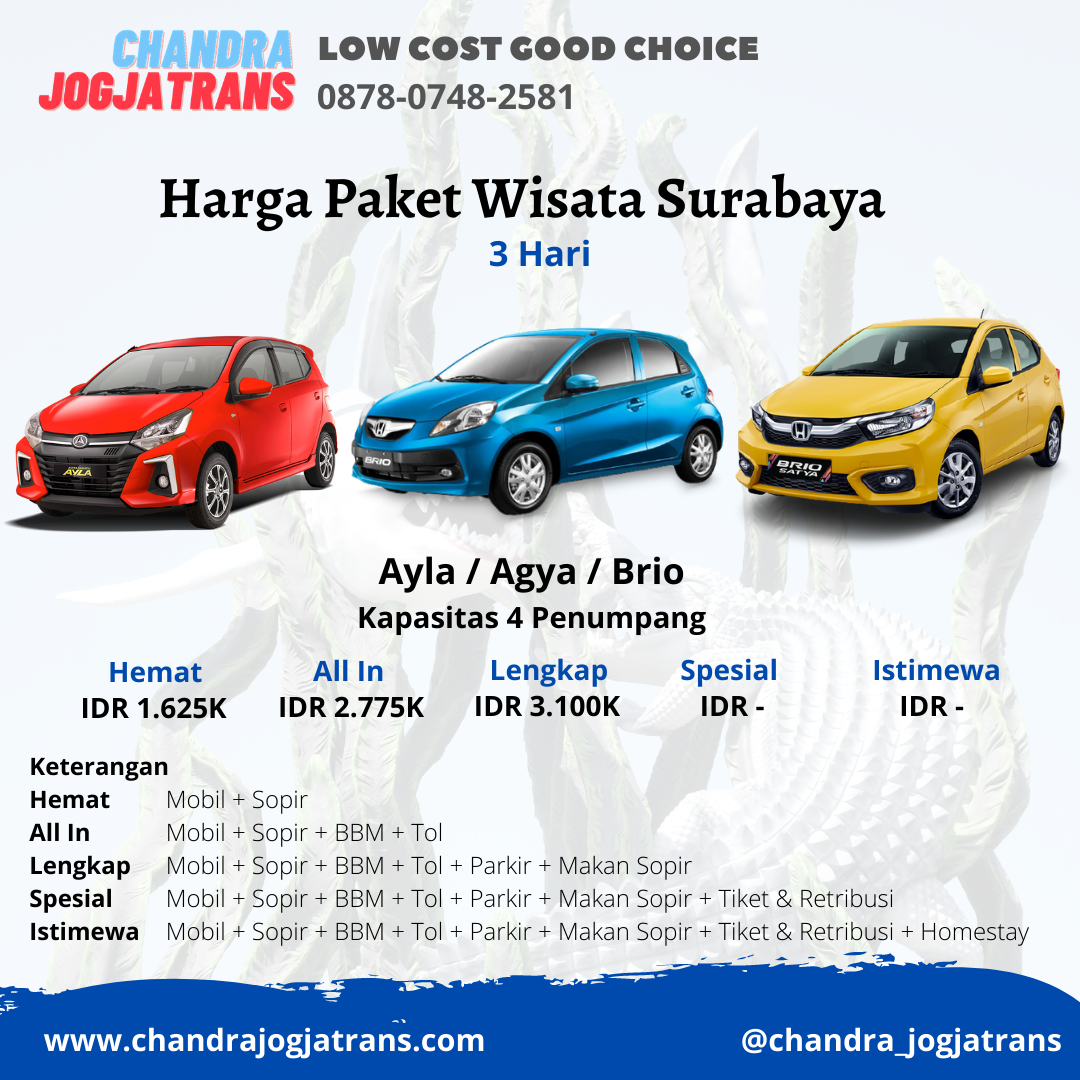 CHANDRA
JOGJATRANS
LOW COST GOOD CHOICE
0878-0748-2581
Harga Paket Wisata Surabaya
3 Hari
AYLA
BRIO
BRIO
SATYA
Ayla / Agya / Brio
Kapasitas 4 Penumpang
Hemat All In Lengkap Spesial Istimewa
IDR 1.625K IDR 2.775K IDR 3.100K IDR - IDR -
Keterangan
Hemat Mobil + Sopir
All In Mobil + Sopir + BBM + Tol
Lengkap Mobil + Sopir + BBM + Tol + Parkir + Makan Sopir
Spesial Mobil + Sopir + BBM + Tol + Parkir + Makan Sopir + Tiket & Retribusi
Istimewa Mobil + Sopir + BBM + Tol + Parkir + Makan Sopir + Tiket & Retribusi + Homestay
www.chandrajogjatrans.com @chandra_jogjatrans